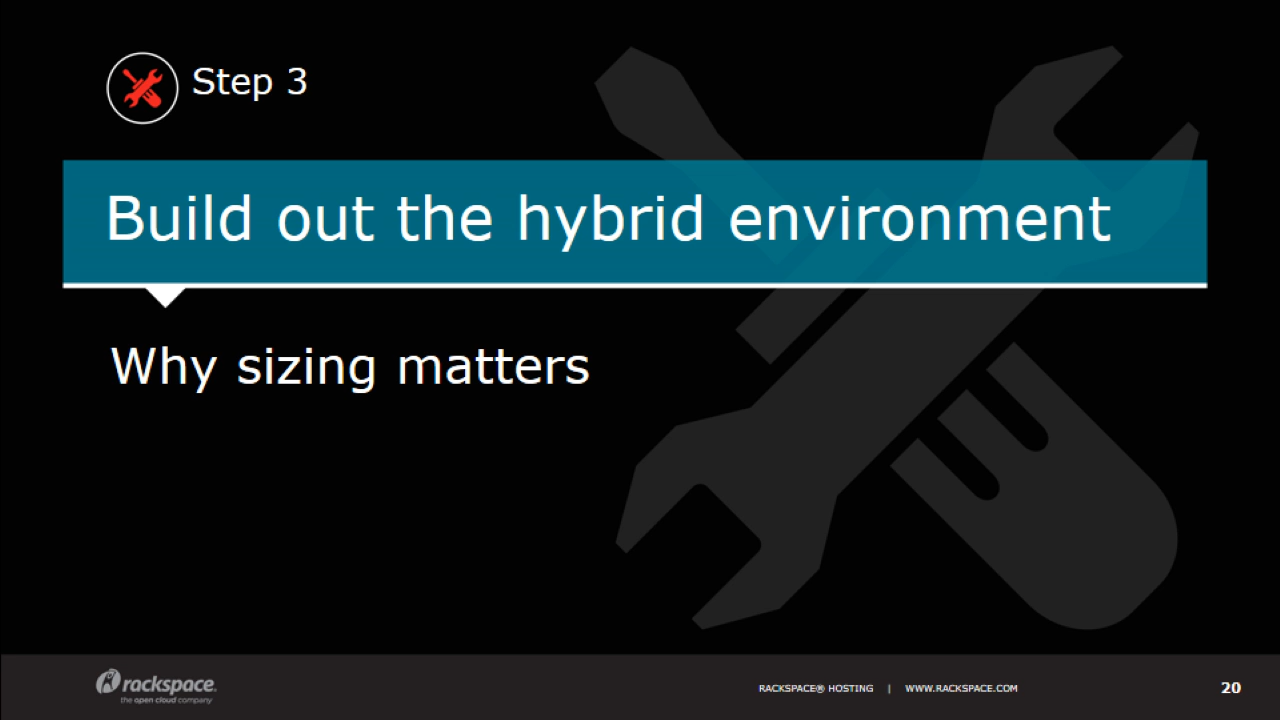 Step 3
Build out the hybrid environment
Why sizing matters
rackspace.
the open cloud company
RACKSPACE® HOSTING | WWW.RACKSPACE.COM
20